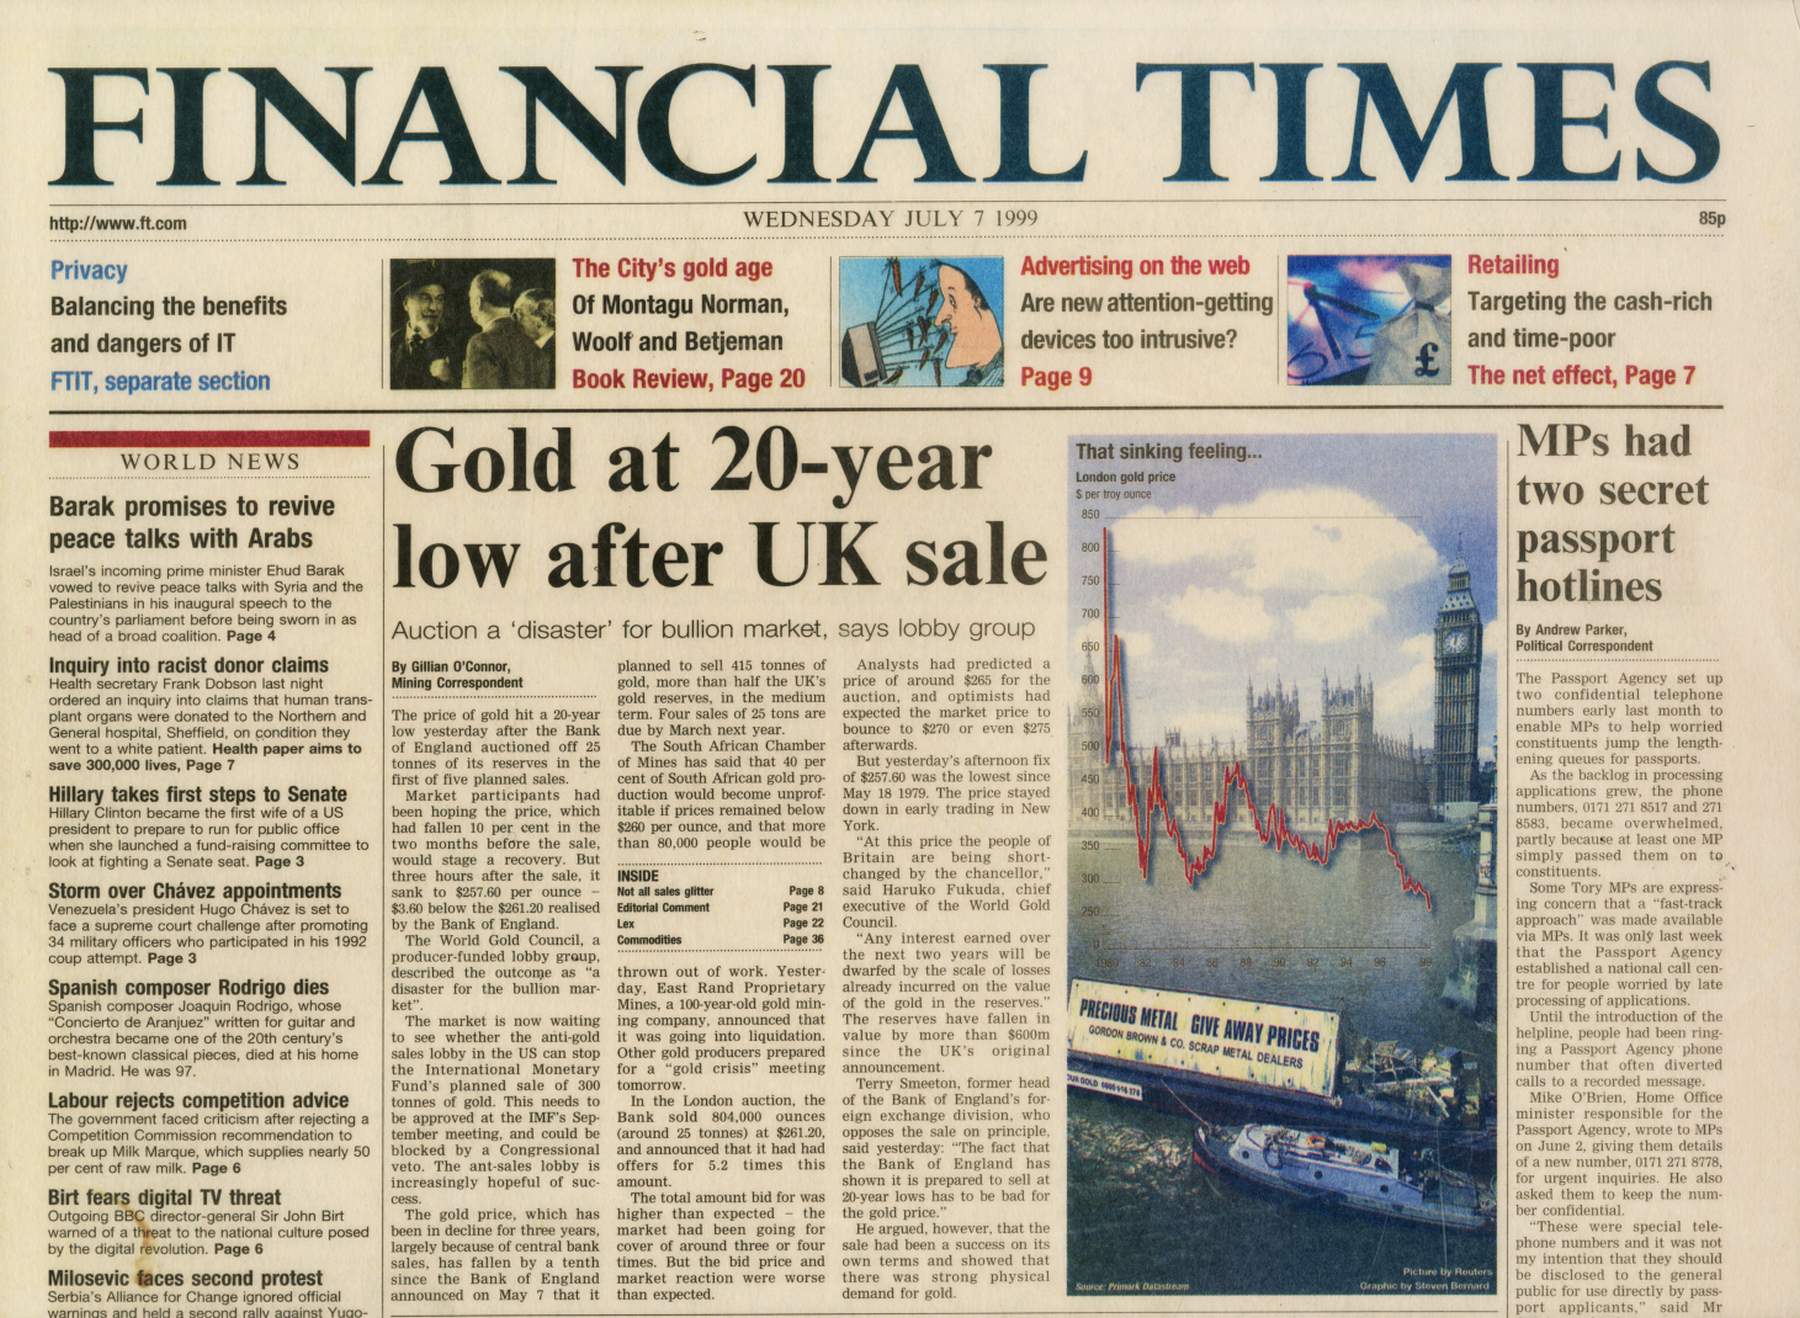 FINANCIAL TIMES
http://www.ft.com
WEDNESDAY JULY 7 1999
85p
Privacy
Balancing the benefits
and dangers of IT
FTIT, separate section
The City's gold age
Of Montagu Norman,
Woolf and Betjeman
Book Review, Page 20
Advertising on the web
Are new attention-getting
devices too intrusive?
Page 9
£
Retailing
Targeting the cash-rich
and time-poor
The net effect, Page 7
WORLD NEWS
Barak promises to revive
peace talks with Arabs
Israel's incoming prime minister Ehud Barak
vowed to revive peace talks with Syria and the
Palestinians in his inaugural speech to the
country's parliament before being sworn in as
head of a broad coalition. Page 4
Inquiry into racist donor claims
Health secretary Frank Dobson last night
ordered an inquiry into claims that human trans-
plant organs were donated to the Northern and
General hospital, Sheffield, on condition they
went to a white patient. Health paper aims to
save 300,000 lives, Page 7
Hillary takes first steps to Senate
Hillary Clinton became the first wife of a US
president to prepare to run for public office
when she launched a fund-raising committee to
look at fighting a Senate seat. Page 3
Storm over Chávez appointments
Venezuela's president Hugo Chávez is set to
face a supreme court challenge after promoting
34 military officers who participated in his 1992
coup attempt. Page 3
Spanish composer Rodrigo dies
Spanish composer Joaquin Rodrigo, whose
"Concierto de Aranjuez" written for guitar and
orchestra became one of the 20th century's
best-known classical pieces, died at his home
in Madrid. He was 97.
Labour rejects competition advice
The government faced criticism after rejecting a
Competition Commission recommendation to
break up Milk Marque, which supplies nearly 50
per cent of raw milk. Page 6
Birt fears digital TV threat
Outgoing BBC director-general Sir John Birt
warned of a threat to the national culture posed
by the digital revolution. Page 6
Milosevic faces second protest
Serbia's Alliance for Change ignored official
warnings and held a second rally against Yugo-
Gold at 20-year
low after UK sale
Auction a 'disaster' for bullion market, says lobby group
By Gillian O'Connor,
Mining Correspondent
The price of gold hit a 20-year
low yesterday after the Bank
of England auctioned off 25
tonnes of its reserves in the
first of five planned sales.
Market participants had
been hoping the price, which
had fallen 10 per cent in the
two months before the sale,
would stage a recovery. But
three hours after the sale, it
sank to $257.60 per ounce –
$3.60 below the $261.20 realised
by the Bank of England.
The World Gold Council, a
producer-funded lobby group,
described the outcome as "a
disaster for the bullion mar-
ket".
The market is now waiting
to see whether the anti-gold
sales lobby in the US can stop
the International Monetary
Fund's planned sale of 300
tonnes of gold. This needs to
be approved at the IMF's Sep-
tember meeting, and could be
blocked by a Congressional
veto. The ant-sales lobby is
increasingly hopeful of suc-
cess.
The gold price, which has
been in decline for three years,
largely because of central bank
sales, has fallen by a tenth
since the Bank of England
announced on May 7 that it
planned to sell 415 tonnes of
gold, more than half the UK's
gold reserves, in the medium
term. Four sales of 25 tons are
due by March next year.
The South African Chamber
of Mines has said that 40 per
cent of South African gold pro-
duction would become unprof-
itable if prices remained below
$260 per ounce, and that more
than 80,000 people would be
INSIDE
Not all sales glitter Page 8
Editorial Comment Page 21
Lex Page 22
Commodities Page 36
thrown out of work. Yester-
day, East Rand Proprietary
Mines, a 100-year-old gold min-
ing company, announced that
it was going into liquidation.
Other gold producers prepared
for a "gold crisis" meeting
tomorrow.
In the London auction, the
Bank sold 804,000 ounces
(around 25 tonnes) at $261.20,
and announced that it had had
offers for 5.2 times this
amount.
The total amount bid for was
higher than expected – the
market had been going for
cover of around three or four
times. But the bid price and
market reaction were worse
than expected.
Analysts had predicted a
price of around $265 for the
auction, and optimists had
expected the market price to
bounce to $270 or even $275
afterwards.
But yesterday's afternoon fix
of $257.60 was the lowest since
May 18 1979. The price stayed
down in early trading in New
York.
"At this price the people of
Britain are being short-
changed by the chancellor,"
said Haruko Fukuda, chief
executive of the World Gold
Council.
"Any interest earned over
the next two years will be
dwarfed by the scale of losses
already incurred on the value
of the gold in the reserves."
The reserves have fallen in
value by more than $600m
since the UK's original
announcement.
Terry Smeeton, former head
of the Bank of England's for-
eign exchange division, who
opposes the sale on principle,
said yesterday: "The fact that
the Bank of England has
shown it is prepared to sell at
20-year lows has to be bad for
the gold price."
He argued, however, that the
sale had been a success on its
own terms and showed that
there was strong physical
demand for gold.
That sinking feeling...
London gold price
$ per troy ounce
850
800
750
700
650
600
550
500
450
400
350
300
250
0
1980 82 84 86 88 90 92 94 96 99
PRECIOUS METAL GIVE AWAY PRICES
GORDON BROWN & CO. SCRAP METAL DEALERS
Picture by Reuters
Source: Primark Datastream
Graphic by Steven Bernard
MPs had
two secret
passport
hotlines
By Andrew Parker,
Political Correspondent
The Passport Agency set up
two confidential telephone
numbers early last month to
enable MPs to help worried
constituents jump the length-
ening queues for passports.
As the backlog in processing
applications grew, the phone
numbers, 0171 271 8517 and 271
8583, became overwhelmed,
partly because at least one MP
simply passed them on to
constituents.
Some Tory MPs are express-
ing concern that a "fast-track
approach" was made available
via MPs. It was only last week
that the Passport Agency
established a national call cen-
tre for people worried by late
processing of applications.
Until the introduction of the
helpline, people had been ring-
ing a Passport Agency phone
number that often diverted
calls to a recorded message.
Mike O'Brien, Home Office
minister responsible for the
Passport Agency, wrote to MPs
on June 2, giving them details
of a new number, 0171 271 8778,
for urgent inquiries. He also
asked them to keep the num-
ber confidential.
"These were special tele-
phone numbers and it was not
my intention that they should
be disclosed to the general
public for use directly by pass-
port applicants," said Mr